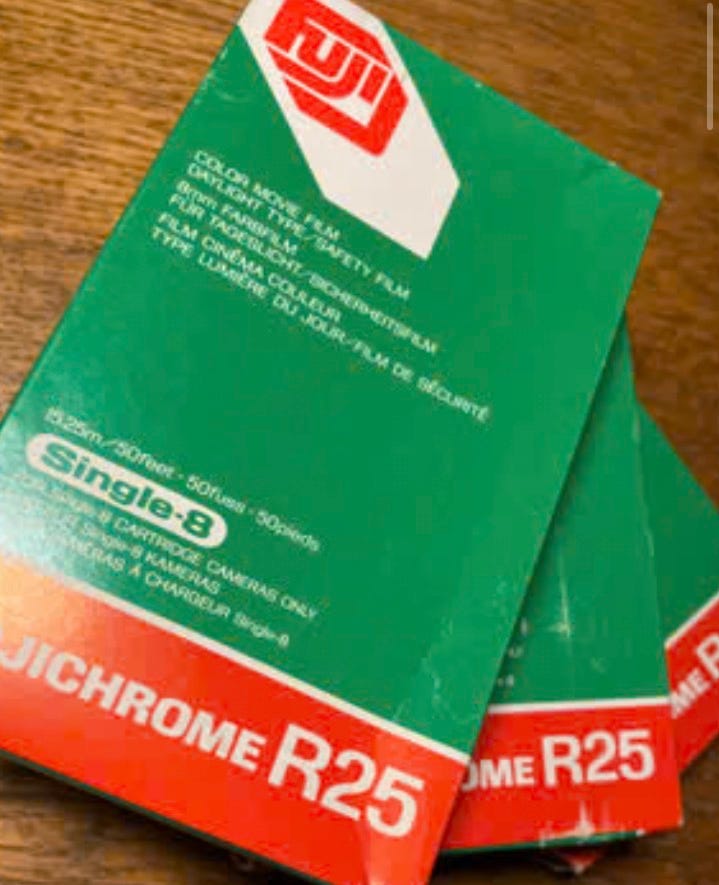 FUJI
COLOR MOVIE FILM
DAYLIGHT TYPE/SAFETY FILM
8mm FARBFILM
FÜR TAGESLICHT/SICHERHEITSFILM
FILM CINÉMA COULEUR
TYPE LUMIÈRE DU JOUR/FILM DE SÉCURITÉ
15.25m/50feet·50fuss·50pieds
Single-8
Single-8 CARTRIDGE CAMERAS ONLY
Single-8 KAMERAS
CAMÉRAS À CHARGEUR Single-8
JICHROME R25
OME R25
ME R